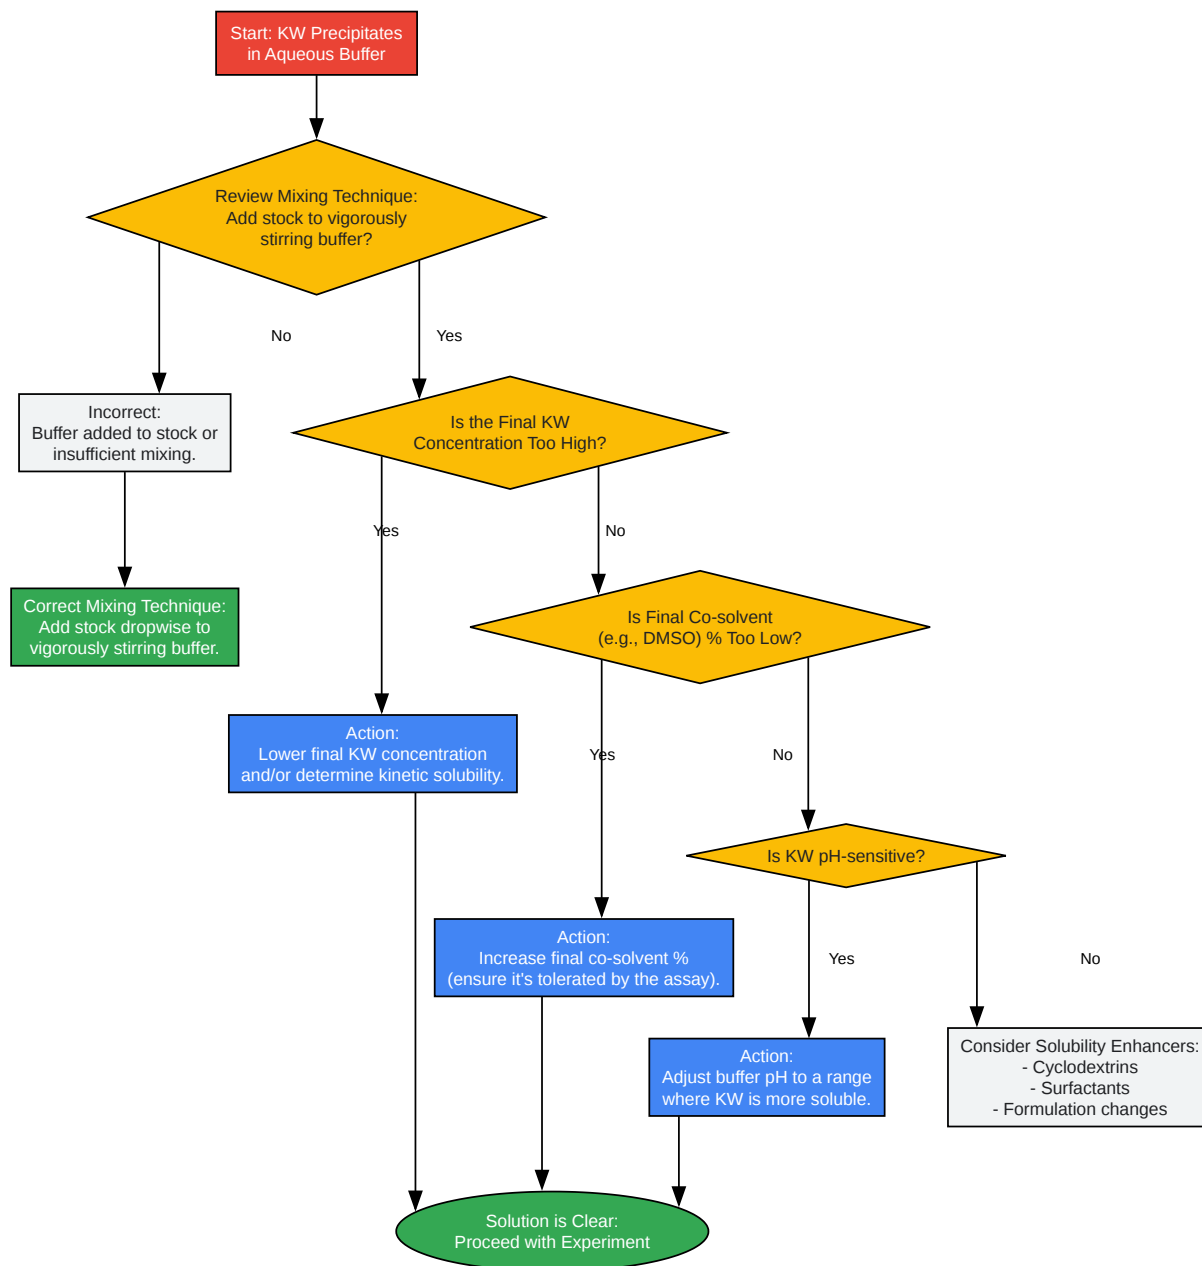 Start: KW Precipitates
in Aqueous Buffer
Review Mixing Technique:
Add stock to vigorously
stirring buffer?
No
Yes
Incorrect:
Buffer added to stock or
insufficient mixing.
Is the Final KW
Concentration Too High?
Yes
No
Correct Mixing Technique:
Add stock dropwise to
vigorously stirring buffer.
Is Final Co-solvent
(e.g., DMSO) % Too Low?
Action:
Lower final KW concentration
and/or determine kinetic solubility.
Yes
No
Is KW pH-sensitive?
Action:
Increase final co-solvent %
(ensure it's tolerated by the assay).
Yes
No
Action:
Adjust buffer pH to a range
where KW is more soluble.
Consider Solubility Enhancers:
- Cyclodextrins
- Surfactants
- Formulation changes
Solution is Clear:
Proceed with Experiment